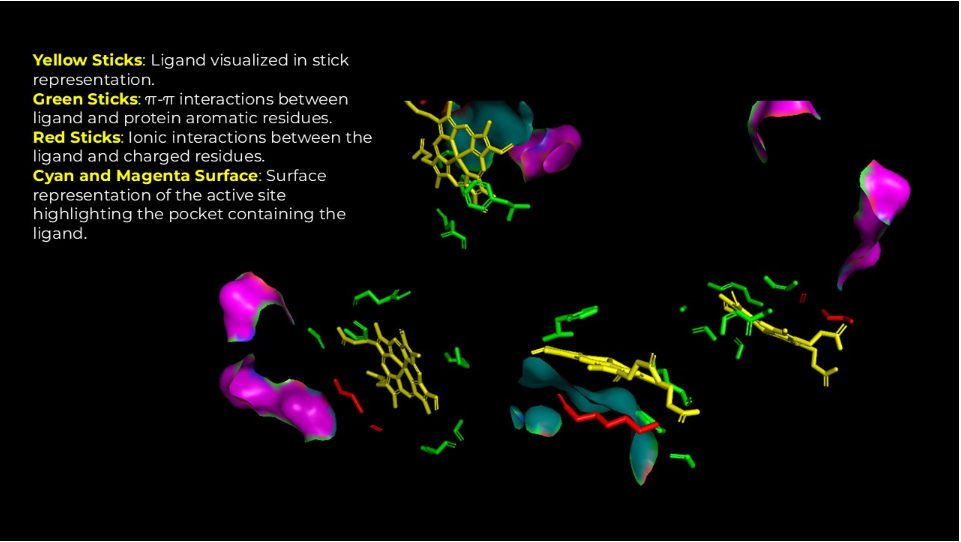 Yellow Sticks: Ligand visualized in stick
representation.
Green Sticks: π-π interactions between
ligand and protein aromatic residues.
Red Sticks: Ionic interactions between the
ligand and charged residues.
Cyan and Magenta Surface: Surface
representation of the active site
highlighting the pocket containing the
ligand.